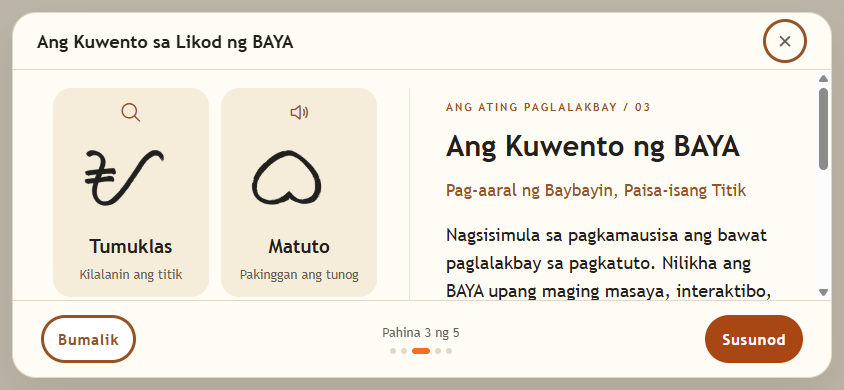 Ang Kuwento sa Likod ng BAYA
ᜊ
Tumuklas
Kilalanin ang titik
Matuto
Pakinggan ang tunog
ANG ATING PAGLALAKBAY / 03
Ang Kuwento ng BAYA
Pag-aaral ng Baybayin, Paisa-isang Titik
Nagsisimula sa pagkamausisa ang bawat
paglalakbay sa pagkatuto. Nilikha ang
BAYA upang maging masaya, interaktibo,
Bumalik
Pahina 3 ng 5
Susunod